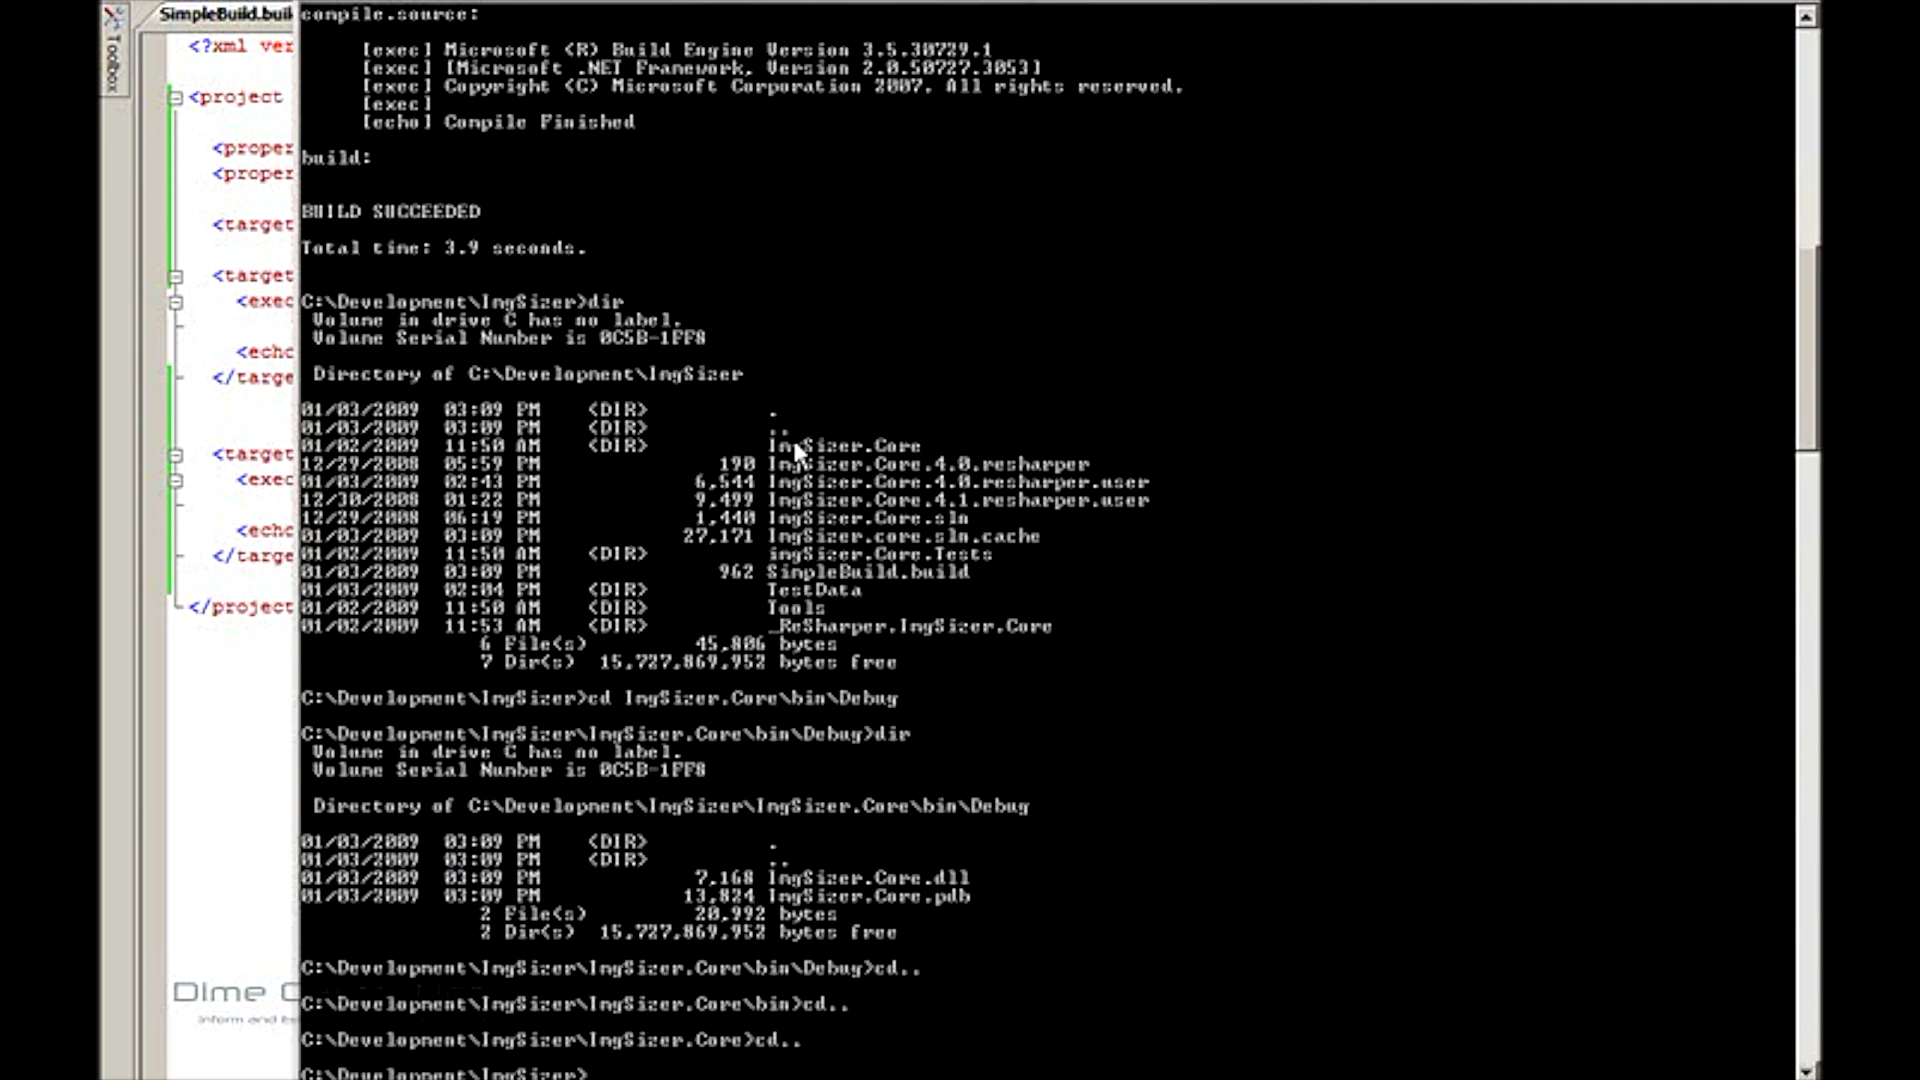 SimpleBuild.buil
Toolbox
<?xml ver
<project
<proper
<proper
<target
<target
<exec
<echo
</targe
<target
<exec
<echo
</targe
</project
compile.source:
[exec] Microsoft (R) Build Engine Version 3.5.30729.1
[exec] [Microsoft .NET Framework, Version 2.0.50727.3053]
[exec] Copyright (C) Microsoft Corporation 2007. All rights reserved.
[exec]
[echo] Compile Finished
build:
BUILD SUCCEEDED
Total time: 3.9 seconds.
C:\Development\ImgSizer>dir
Volume in drive C has no label.
Volume Serial Number is 0C5B-1FF8
Directory of C:\Development\ImgSizer
01/03/2009 03:09 PM <DIR> .
01/03/2009 03:09 PM <DIR> ..
01/02/2009 11:50 AM <DIR> ImgSizer.Core
12/29/2008 05:59 PM 190 ImgSizer.Core.4.0.resharper
01/03/2009 02:43 PM 6,544 ImgSizer.Core.4.0.resharper.user
12/30/2008 01:22 PM 9,499 ImgSizer.Core.4.1.resharper.user
12/29/2008 06:19 PM 1,440 ImgSizer.Core.sln
01/03/2009 03:09 PM 27,171 ImgSizer.core.sln.cache
01/02/2009 11:50 AM <DIR> imgSizer.Core.Tests
01/03/2009 03:09 PM 962 SimpleBuild.build
01/03/2009 02:04 PM <DIR> TestData
01/02/2009 11:50 AM <DIR> Tools
01/02/2009 11:53 AM <DIR> _ReSharper.ImgSizer.Core
6 File(s) 45,806 bytes
7 Dir(s) 15,727,869,952 bytes free
C:\Development\ImgSizer>cd ImgSizer.Core\bin\Debug
C:\Development\ImgSizer\ImgSizer.Core\bin\Debug>dir
Volume in drive C has no label.
Volume Serial Number is 0C5B-1FF8
Directory of C:\Development\ImgSizer\ImgSizer.Core\bin\Debug
01/03/2009 03:09 PM <DIR> .
01/03/2009 03:09 PM <DIR> ..
01/03/2009 03:09 PM 7,168 ImgSizer.Core.dll
01/03/2009 03:09 PM 13,824 ImgSizer.Core.pdb
2 File(s) 20,992 bytes
2 Dir(s) 15,727,869,952 bytes free
C:\Development\ImgSizer\ImgSizer.Core\bin\Debug>cd..
C:\Development\ImgSizer\ImgSizer.Core\bin>cd..
C:\Development\ImgSizer\ImgSizer.Core>cd..
C:\Development\ImgSizer>
Dime C
Inform and